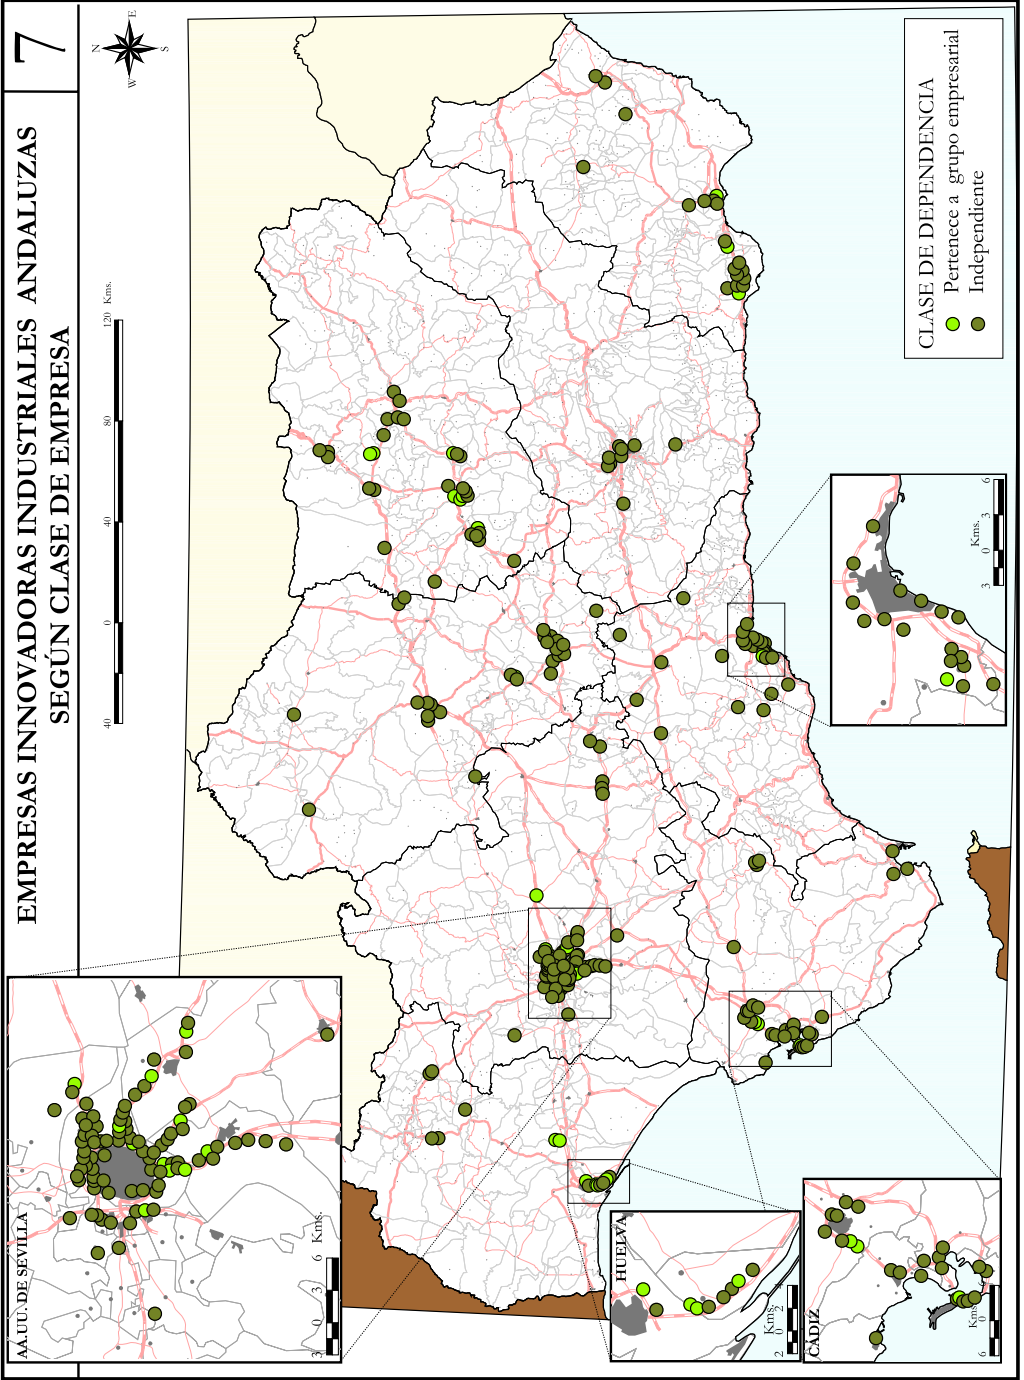 EMPRESAS INNOVADORAS INDUSTRIALES ANDALUZAS
SEGÚN CLASE DE EMPRESA
7
N
E
S
W
40 0 40 80 120 Kms.
CLASE DE DEPENDENCIA
Pertenece a grupo empresarial
Independiente
AA.UU. DE SEVILLA
3 0 3 6 Kms.
HUELVA
Kms.
2 0 2 4
CÁDIZ
Kms.
6 0
Kms.
3 0 3 6